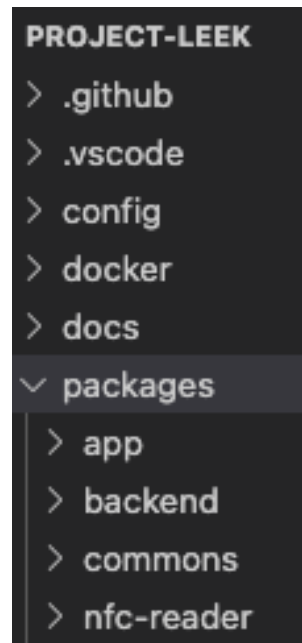 PROJECT-LEEK
.github
.vscode
config
docker
docs
packages
app
backend
commons
nfc-reader